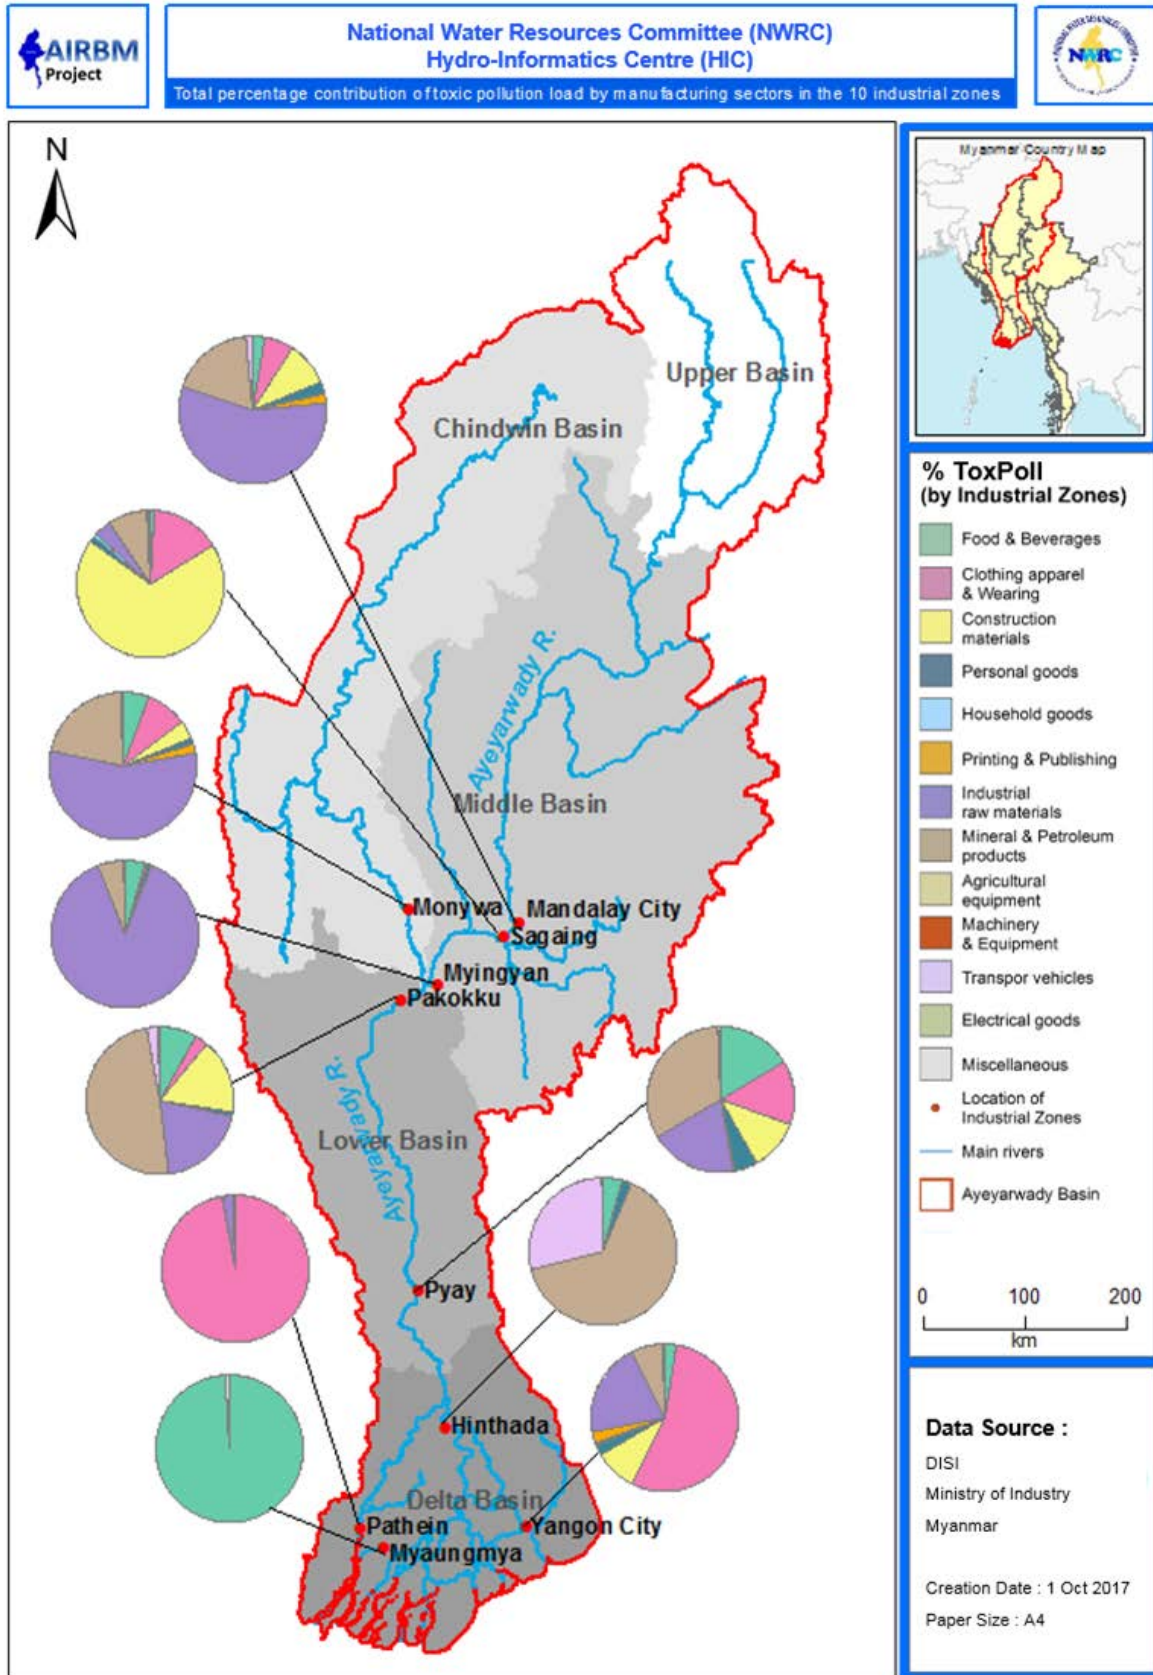 AIRBM
Project
National Water Resources Committee (NWRC)
Hydro-Informatics Centre (HIC)
Total percentage contribution of toxic pollution load by manufacturing sectors in the 10 industrial zones
NWRC
N
Upper Basin
Chindwin Basin
Ayeyarwady R.
Middle Basin
Monywa
Mandalay City
Sagaing
Myingyan
Pakokku
Ayeyarwady R.
Lower Basin
Pyay
Hinthada
Delta Basin
Pathein
Yangon City
Myaungmya
Myanmar Country Map
% ToxPoll
(by Industrial Zones)
Food & Beverages
Clothing apparel
& Wearing
Construction
materials
Personal goods
Household goods
Printing & Publishing
Industrial
raw materials
Mineral & Petroleum
products
Agricultural
equipment
Machinery
& Equipment
Transpor vehicles
Electrical goods
Miscellaneous
Location of
Industrial Zones
Main rivers
Ayeyarwady Basin
0 100 200
km
Data Source :
DISI
Ministry of Industry
Myanmar
Creation Date : 1 Oct 2017
Paper Size : A4